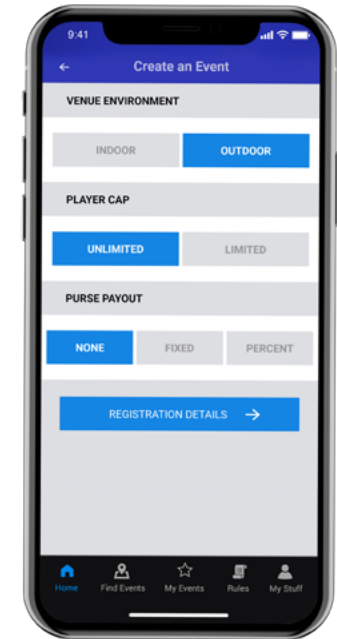 9:41
Create an Event
VENUE ENVIRONMENT
INDOOR OUTDOOR
PLAYER CAP
UNLIMITED LIMITED
PURSE PAYOUT
NONE FIXED PERCENT
REGISTRATION DETAILS
Home Find Events My Events Rules My Stuff